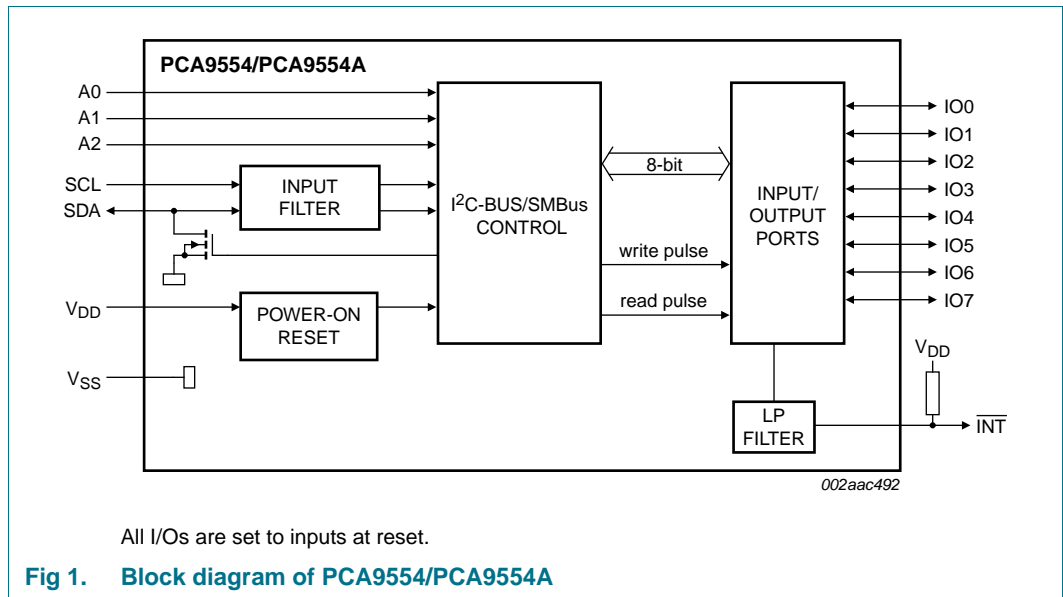 PCA9554/PCA9554A
A0
A1
A2
SCL
SDA
VDD
VSS
INPUT
FILTER
POWER-ON
RESET
I2C-BUS/SMBus
CONTROL
8-bit
write pulse
read pulse
INPUT/
OUTPUT
PORTS
LP
FILTER
IO0
IO1
IO2
IO3
IO4
IO5
IO6
IO7
VDD
INT
002aac492
All I/Os are set to inputs at reset.
Fig 1. Block diagram of PCA9554/PCA9554A